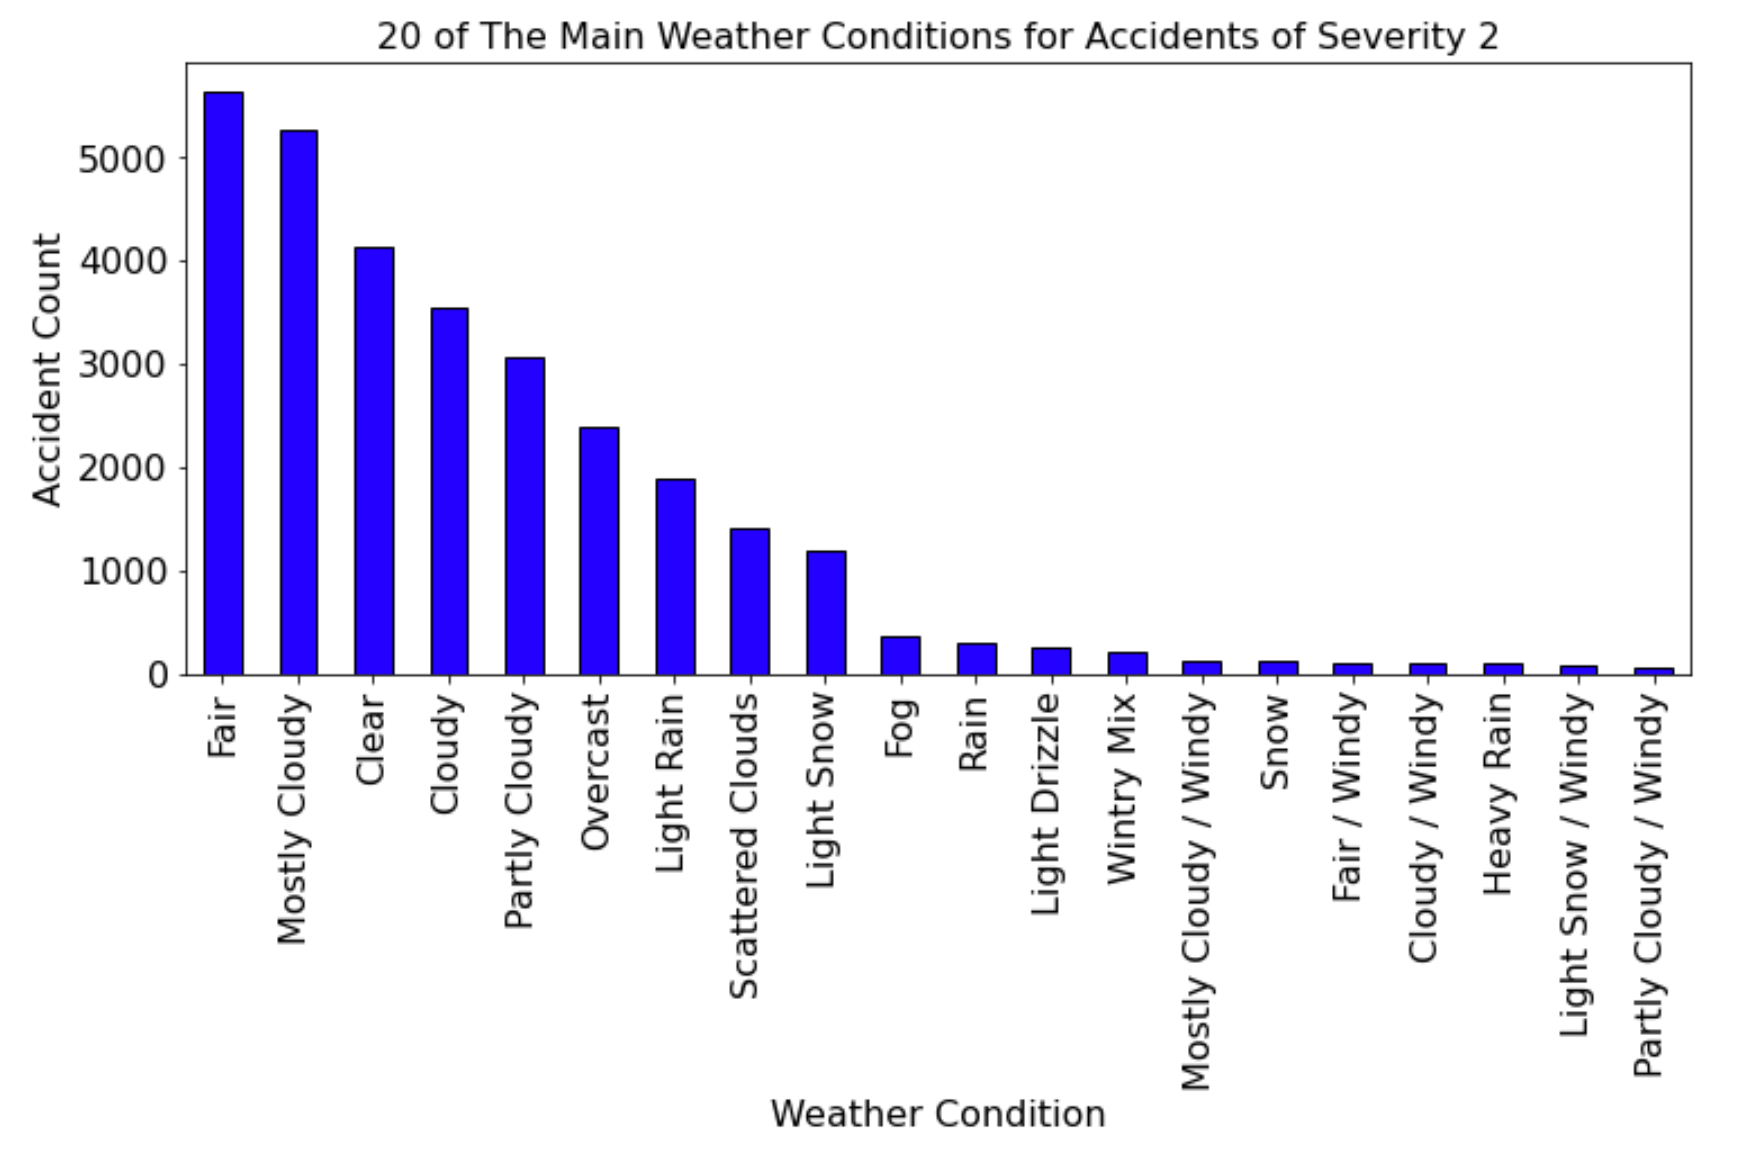 20 of The Main Weather Conditions for Accidents of Severity 2
Accident Count
5000
4000
3000
2000
1000
0
Fair
Mostly Cloudy
Clear
Cloudy
Partly Cloudy
Overcast
Light Rain
Scattered Clouds
Light Snow
Fog
Rain
Light Drizzle
Wintry Mix
Mostly Cloudy / Windy
Snow
Fair / Windy
Cloudy / Windy
Heavy Rain
Light Snow / Windy
Partly Cloudy / Windy
Weather Condition